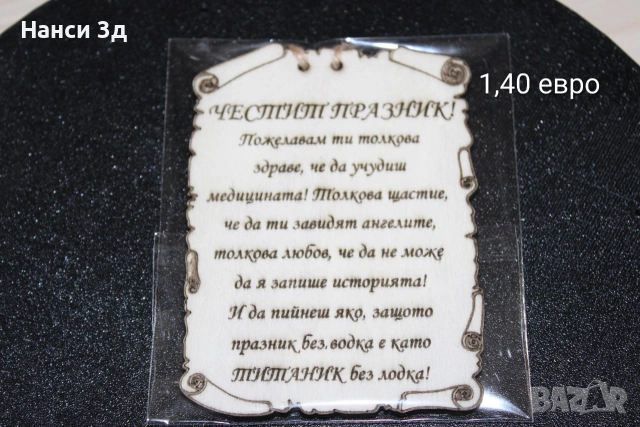 Нанси 3д
1,40 евро
ЧЕСТИТ ПРАЗНИК!
Пожелавам ти толкова
здраве, че да учудиш
медицината! Толкова щастие,
че да ти завидят ангелите,
толкова любов, че да не може
да я запише историята!
И да пийнеш яко, защото
празник без водка е като
ТИТАНИК без лодка!
BAZAR